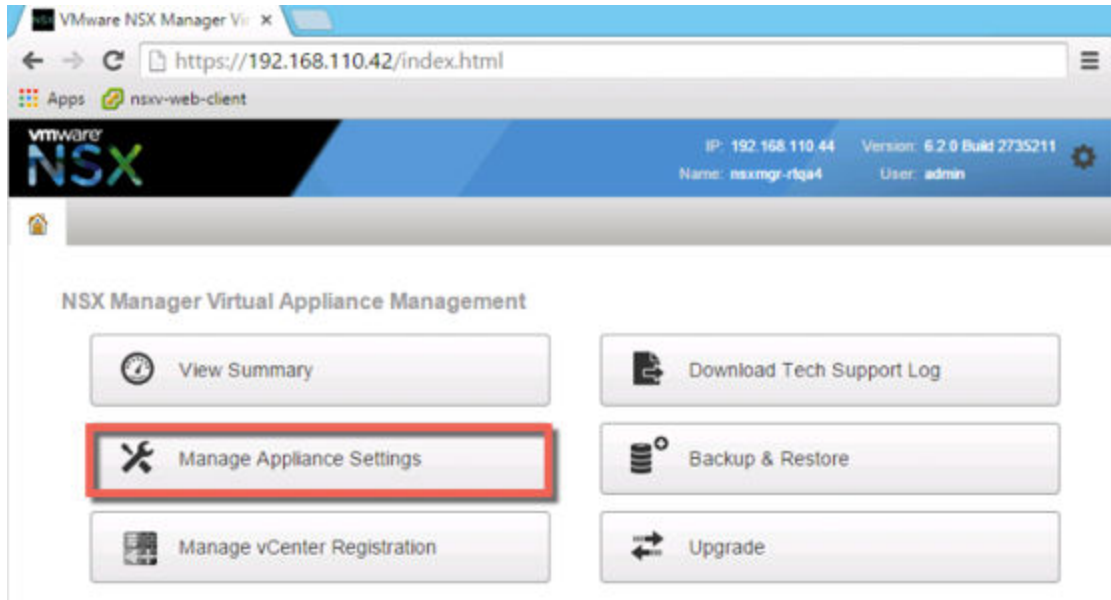 VMware NSX Manager Vir
https://192.168.110.42/index.html
Apps nsxv-web-client
vmware NSX
IP: 192.168.110.44 Version: 6.2.0 Build 2735211
Name: nsxmgr-rtqa4 User: admin
NSX Manager Virtual Appliance Management
View Summary
Download Tech Support Log
Manage Appliance Settings
Backup & Restore
Manage vCenter Registration
Upgrade